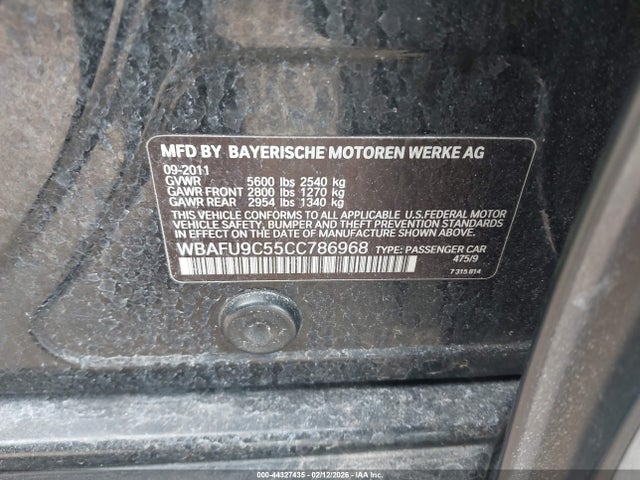 MFD BY BAYERISCHE MOTOREN WERKE AG
09-2011
GVWR 5600 lbs 2540 kg
GAWR FRONT 2800 lbs 1270 kg
GAWR REAR 2954 lbs 1340 kg
THIS VEHICLE CONFORMS TO ALL APPLICABLE U.S.FEDERAL MOTOR
VEHICLE SAFETY, BUMPER, AND THEFT PREVENTION STANDARDS
IN EFFECT ON THE DATE OF MANUFACTURE SHOWN ABOVE.
WBAFU9C55CC786968 TYPE: PASSENGER CAR
475/9
7 315 814
000-44327435 - 02/12/2026 - COPART